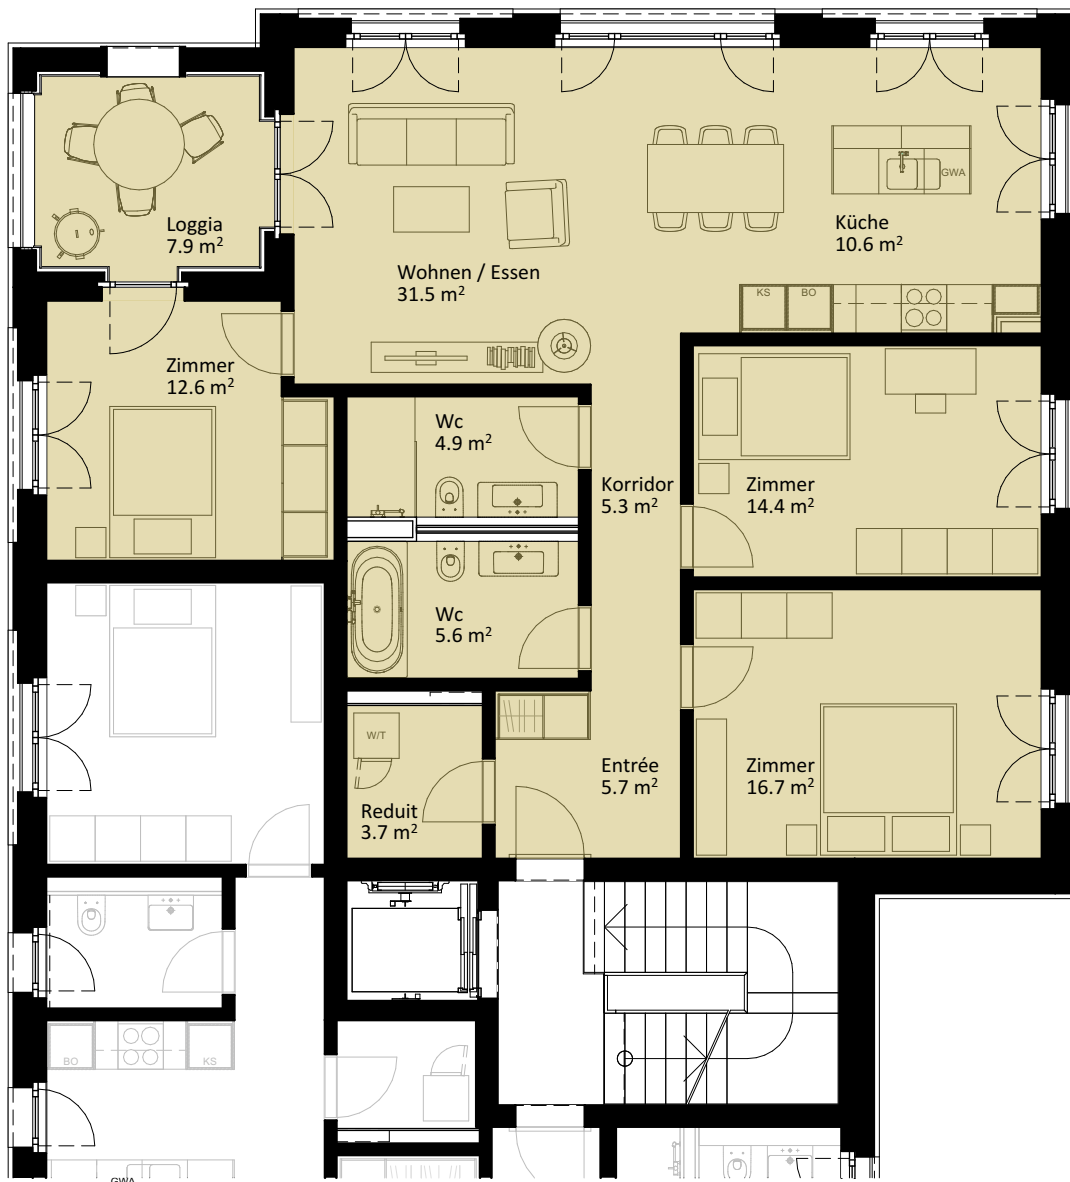 GWA
Loggia
7.9 m²
Küche
10.6 m²
Wohnen / Essen
31.5 m²
KS
BO
Zimmer
12.6 m²
Wc
4.9 m²
Korridor
5.3 m²
Zimmer
14.4 m²
Wc
5.6 m²
W/T
Entrée
5.7 m²
Zimmer
16.7 m²
Reduit
3.7 m²
BO
KS
GWA